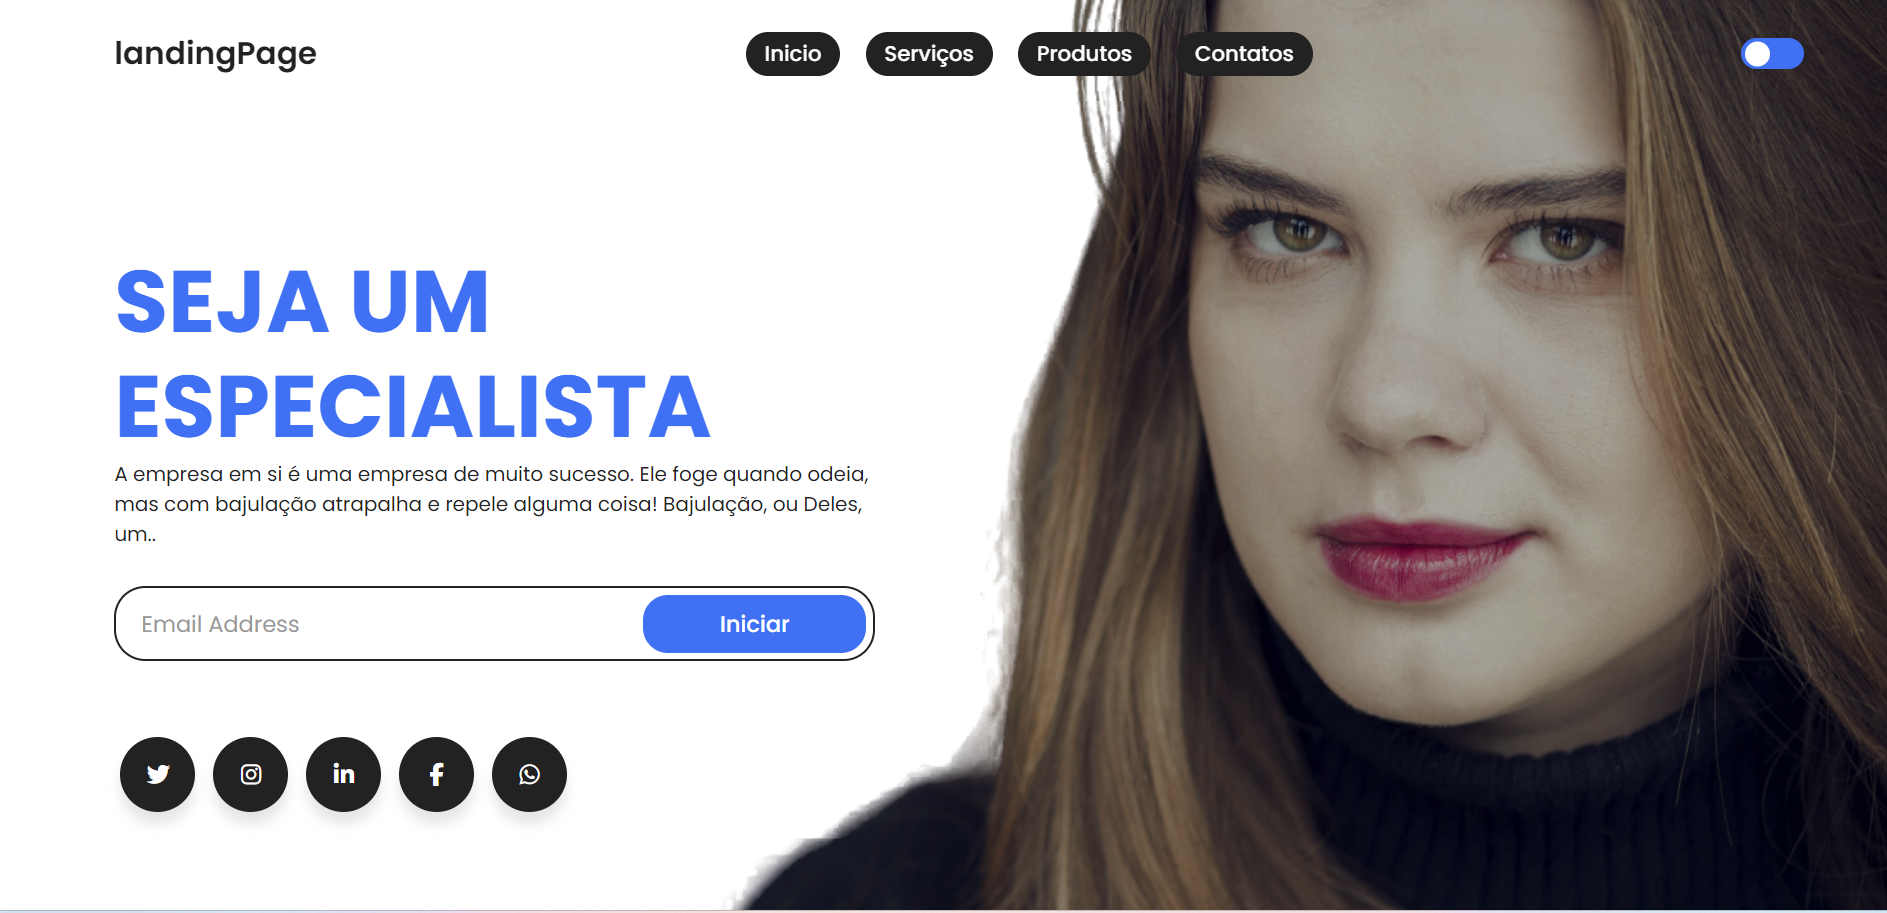 landingPage
Inicio Serviços Produtos Contatos
SEJA UM
ESPECIALISTA
A empresa em si é uma empresa de muito sucesso. Ele foge quando odeia,
mas com bajulação atrapalha e repele alguma coisa! Bajulação, ou Deles,
um..
Email Address Iniciar